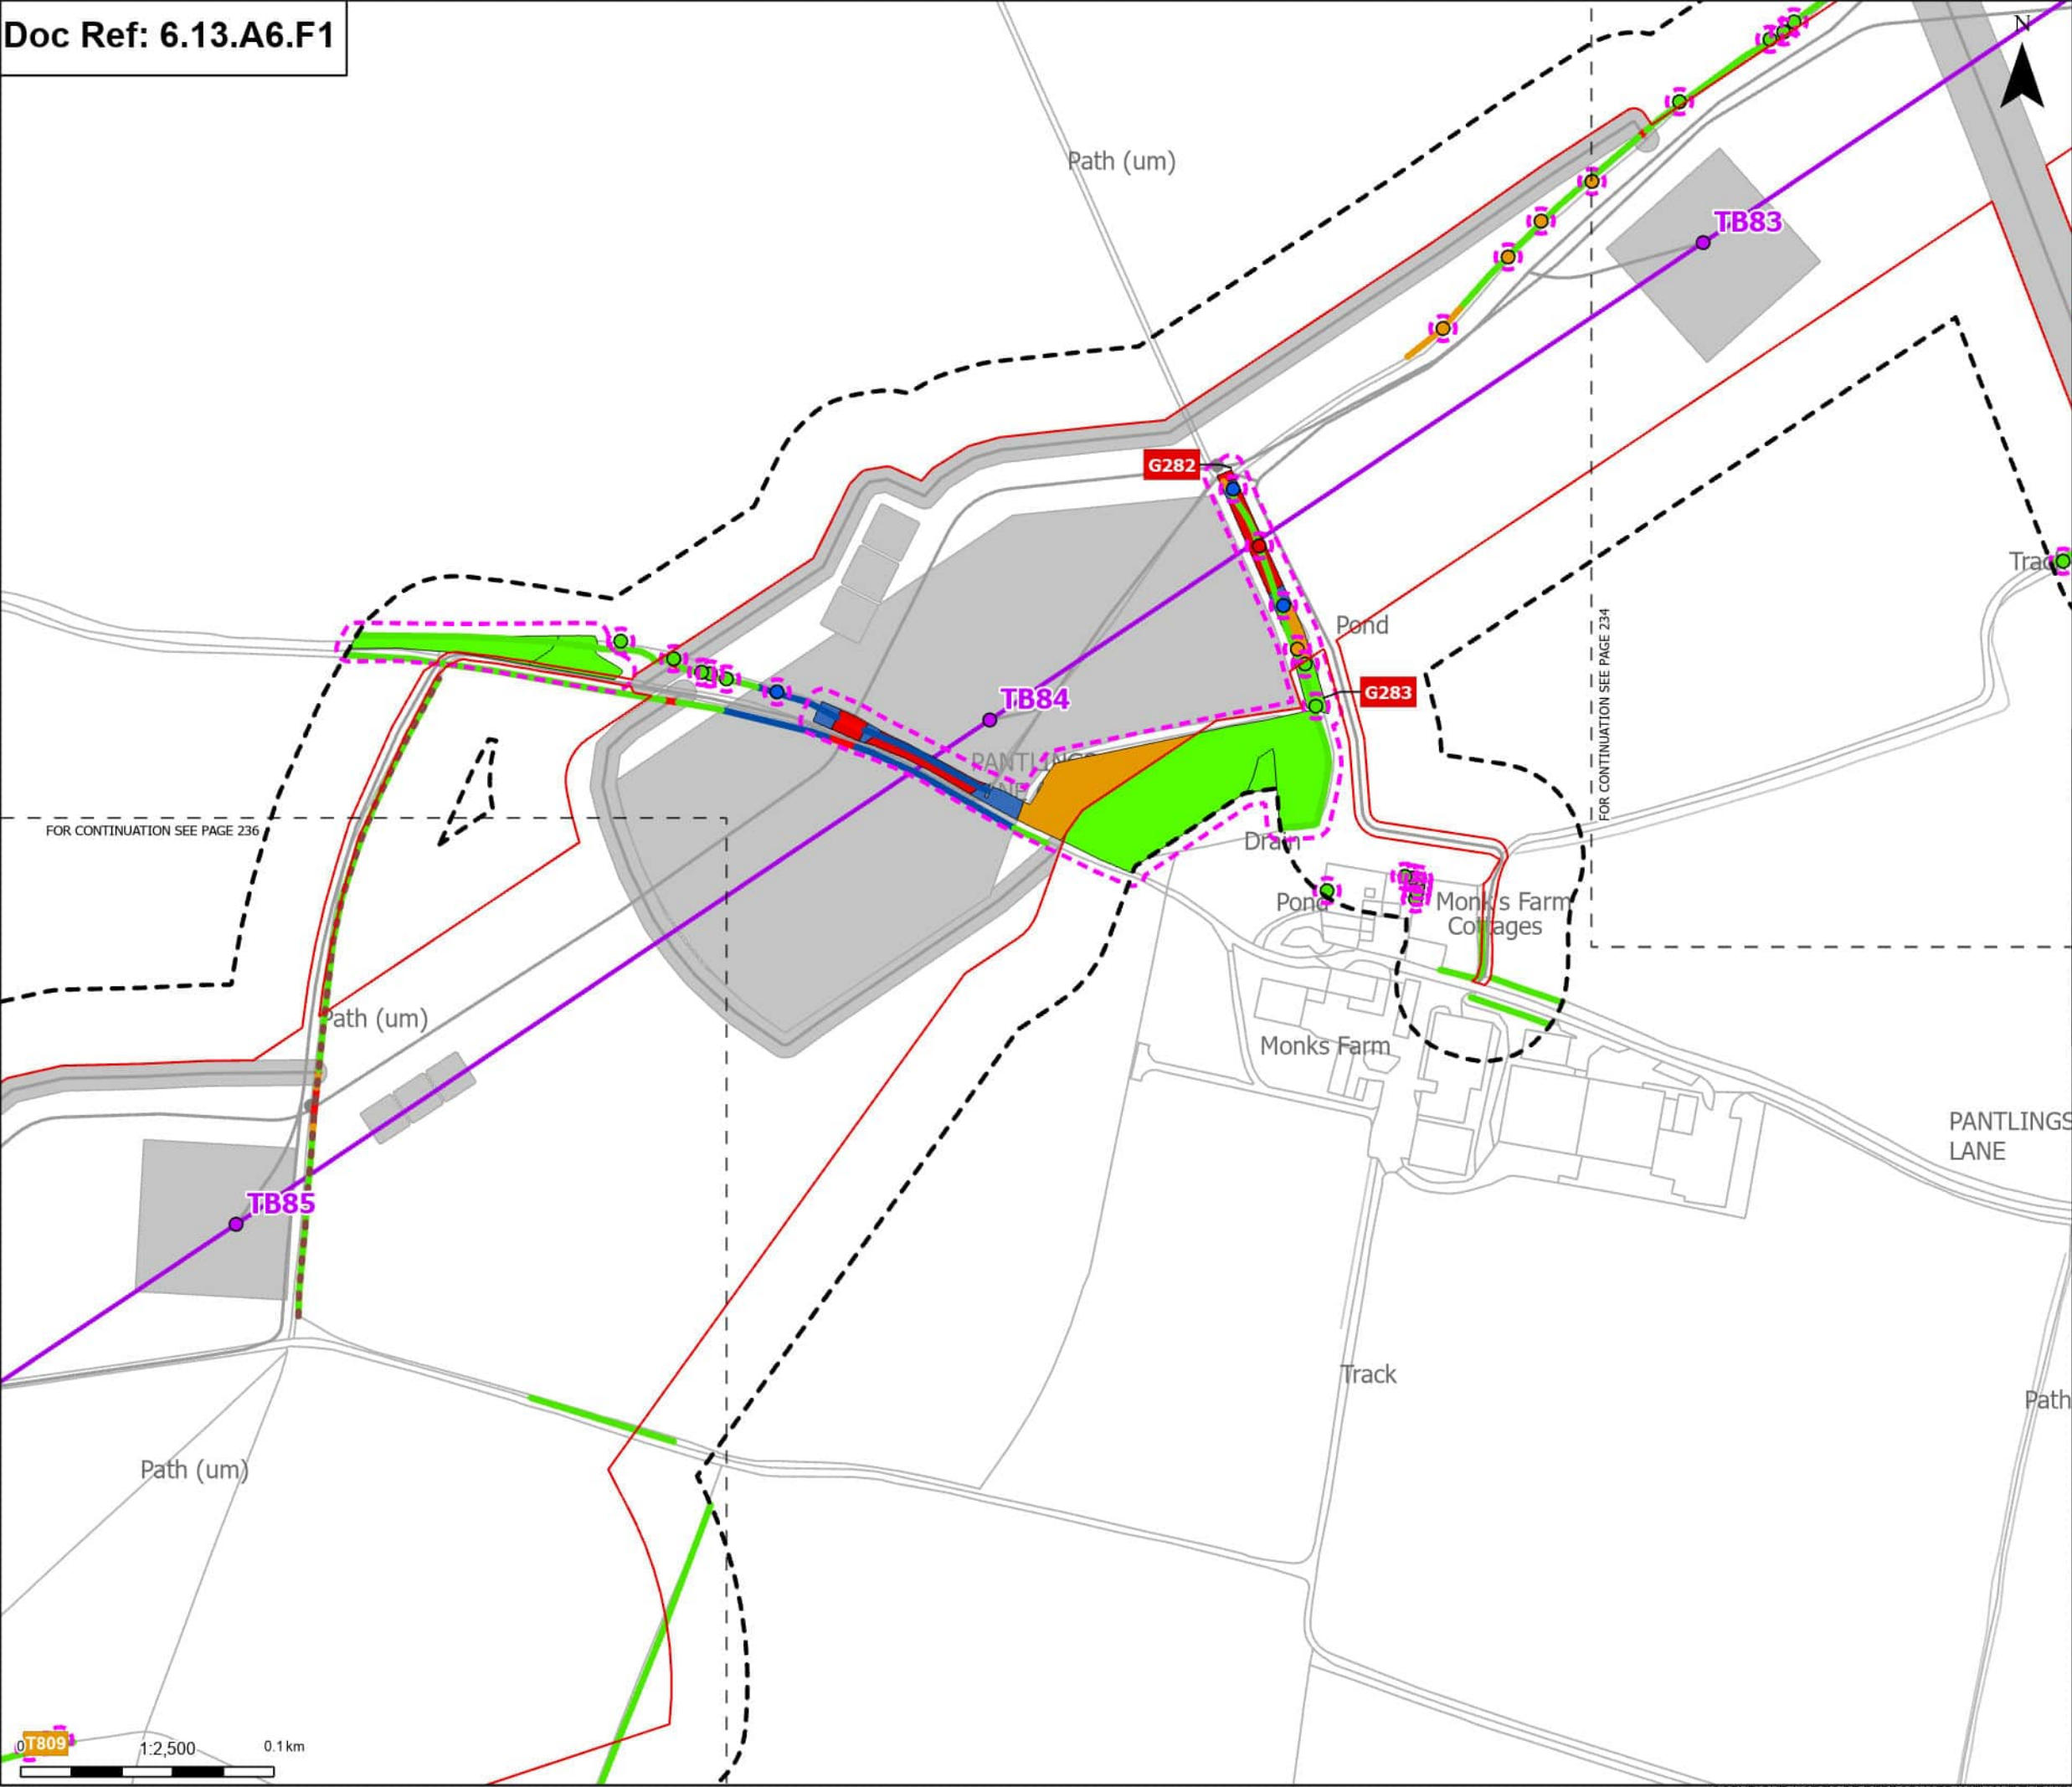 Doc Ref: 6.13.A6.F1
N
Path (um)
TB83
G282
Pond
G283
TB84
PANTLINGS
FOR CONTINUATION SEE PAGE 234
FOR CONTINUATION SEE PAGE 236
Drain
Pond
Monk's Farm
Cottages
Path (um)
Monks Farm
PANTLINGS
LANE
TB85
Track
Path
Path (um)
T809
0
1:2,500
0.1 km